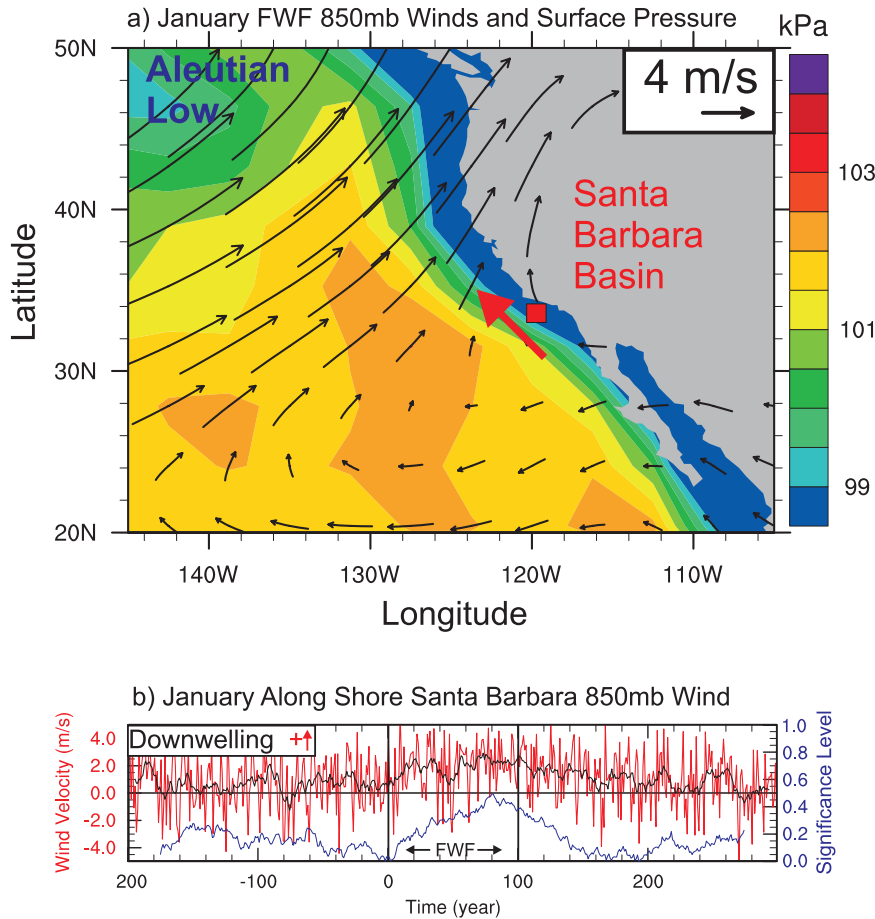 a) January FWF 850mb Winds and Surface Pressure
kPa
50N
40N
30N
20N
Latitude
Aleutian
Low
4 m/s
Santa
Barbara
Basin
103
101
99
140W
130W
120W
110W
Longitude
b) January Along Shore Santa Barbara 850mb Wind
Wind Velocity (m/s)
4.0
2.0
0.0
-2.0
-4.0
Downwelling +
FWF
1.0
0.8
0.6
0.4
0.2
0.0
Significance Level
200
-100
0
100
200
Time (year)